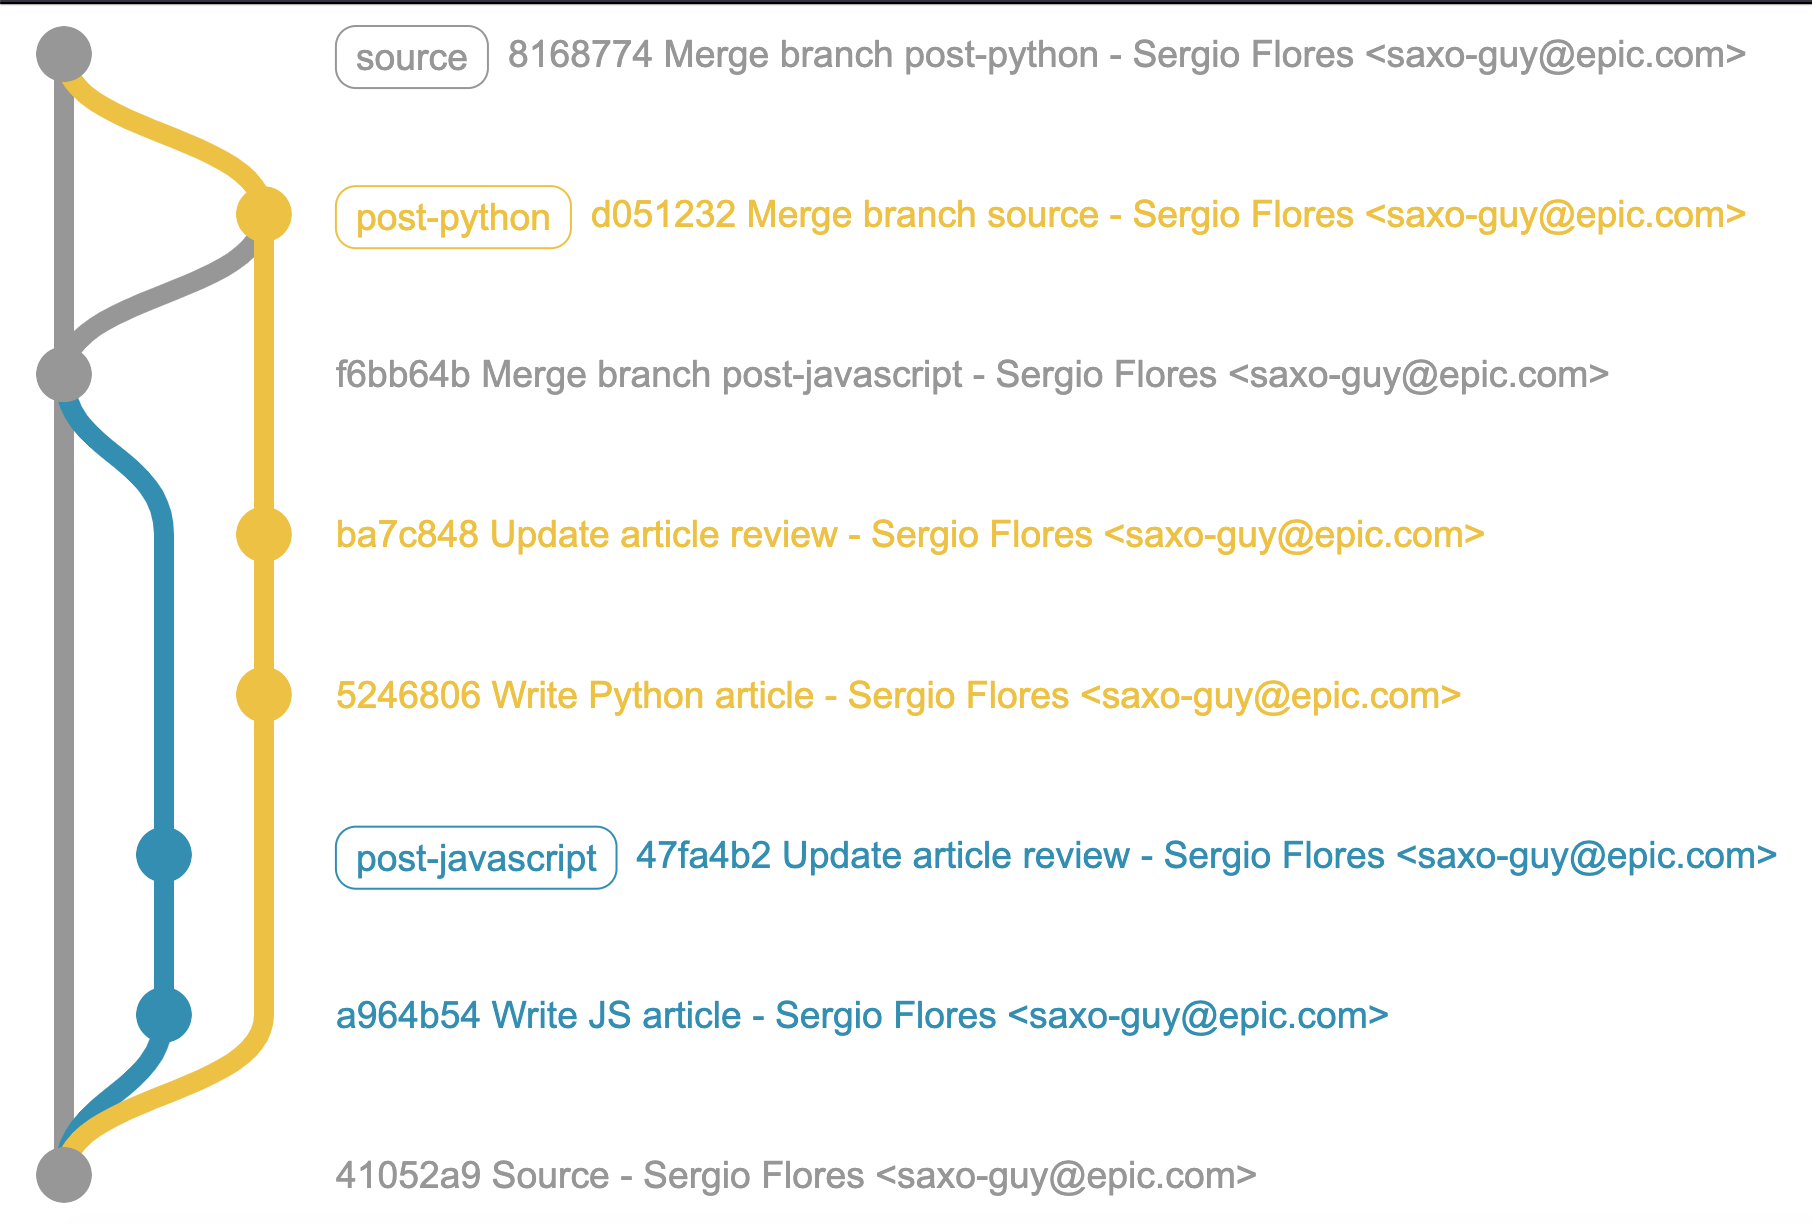 source 8168774 Merge branch post-python - Sergio Flores <saxo-guy@epic.com>
post-python d051232 Merge branch source - Sergio Flores <saxo-guy@epic.com>
f6bb64b Merge branch post-javascript - Sergio Flores <saxo-guy@epic.com>
ba7c848 Update article review - Sergio Flores <saxo-guy@epic.com>
5246806 Write Python article - Sergio Flores <saxo-guy@epic.com>
post-javascript 47fa4b2 Update article review - Sergio Flores <saxo-guy@epic.com>
a964b54 Write JS article - Sergio Flores <saxo-guy@epic.com>
41052a9 Source - Sergio Flores <saxo-guy@epic.com>